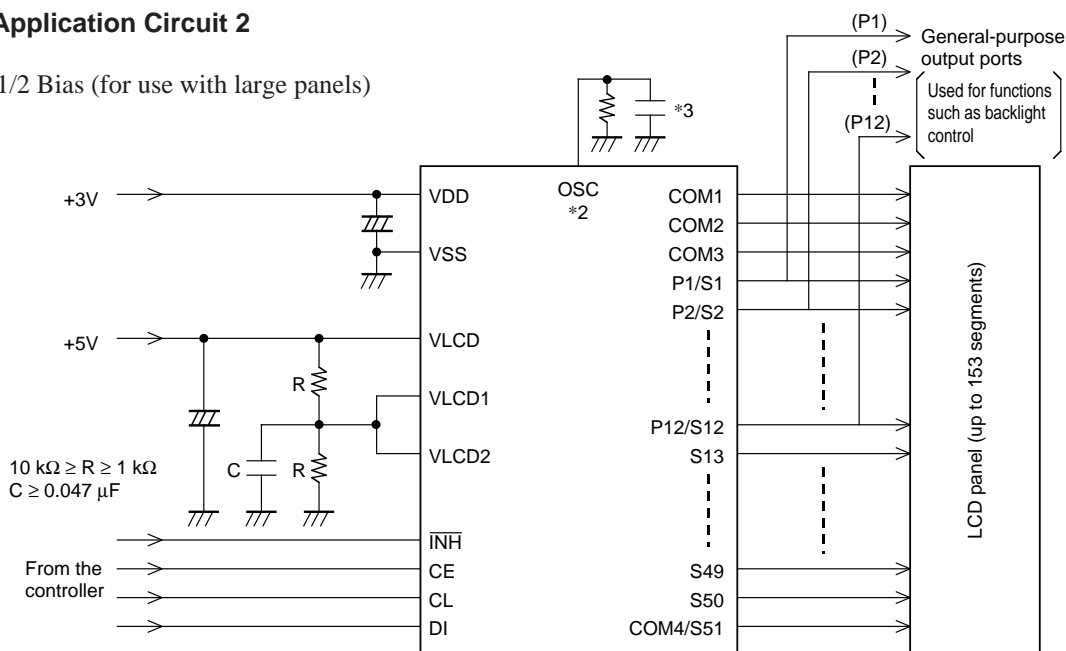 Application Circuit 2
1/2 Bias (for use with large panels)
(P1)
General-purpose
output ports
(P2)
Used for functions
such as backlight
control
(P12)
*3
+3V
VDD
OSC
*2
COM1
COM2
VSS
COM3
P1/S1
P2/S2
+5V
VLCD
R
VLCD1
P12/S12
VLCD2
S13
C
R
10 kΩ ≥ R ≥ 1 kΩ
C ≥ 0.047 μF
LCD panel (up to 153 segments)
INH
From the
controller
CE
S49
CL
S50
DI
COM4/S51